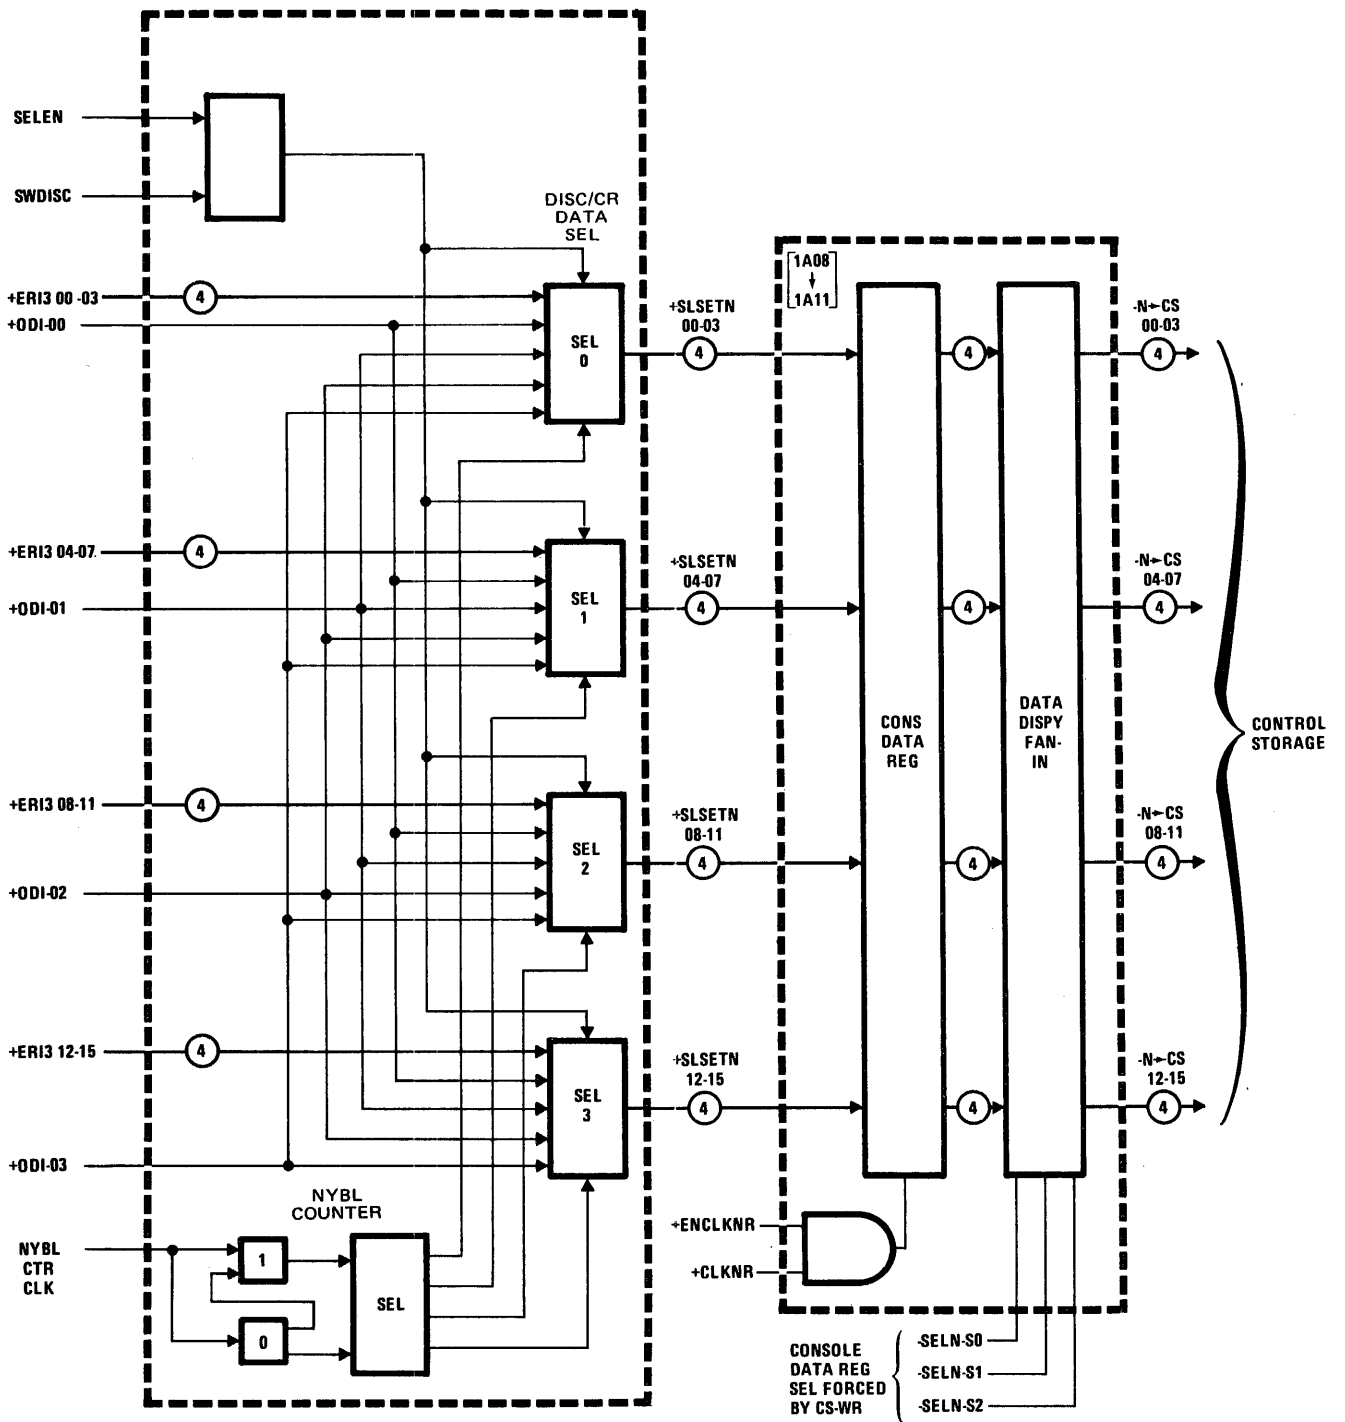 SELEN
SWDISC
DISC/CR
DATA
SEL
+ERI3 00-03
4
+ODI-00
SEL
0
+SLSETN
00-03
4
1A08
1A11
4
-N→CS
00-03
4
+ERI3 04-07
4
+ODI-01
SEL
1
+SLSETN
04-07
4
4
-N→CS
04-07
4
CONS
DATA
REG
DATA
DISPY
FAN-
IN
CONTROL
STORAGE
+ERI3 08-11
4
+ODI-02
SEL
2
+SLSETN
08-11
4
4
-N→CS
08-11
4
+ERI3 12-15
4
+ODI-03
SEL
3
+SLSETN
12-15
4
4
-N→CS
12-15
4
NYBL
COUNTER
NYBL
CTR
CLK
1
0
SEL
+ENCLKNR
+CLKNR
CONSOLE
DATA REG
SEL FORCED
BY CS-WR
-SELN-S0
-SELN-S1
-SELN-S2